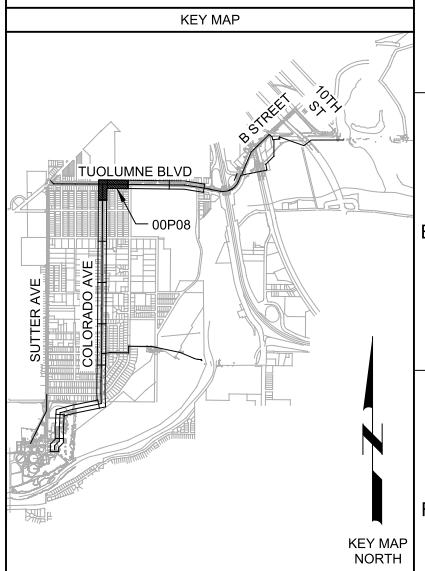 KEY MAP
B STREET
10TH
ST
TUOLUMNE BLVD
00P08
SUTTER AVE
COLORADO AVE
E
N
KEY MAP
NORTH
F